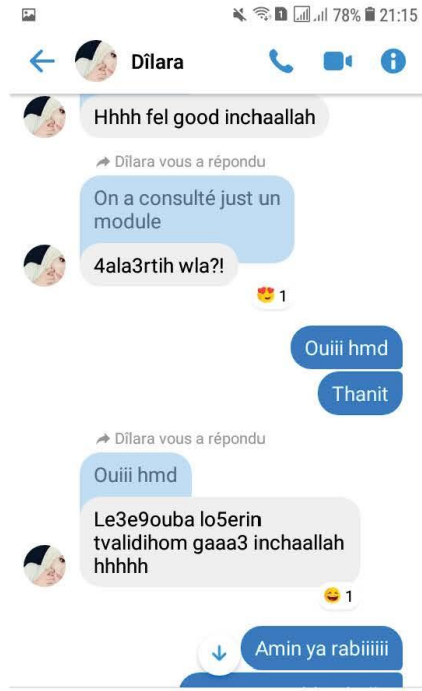 78% 21:15
Dîlara
Hhhh fel good inchaallah
Dîlara vous a répondu
On a consulté just un
module
4ala3rtih wla?!
1
Ouiii hmd
Thanit
Dîlara vous a répondu
Ouiii hmd
Le3e9ouba lo5erin
tvalidihom gaaa3 inchaallah
hhhhh
1
Amin ya rabiiiiii